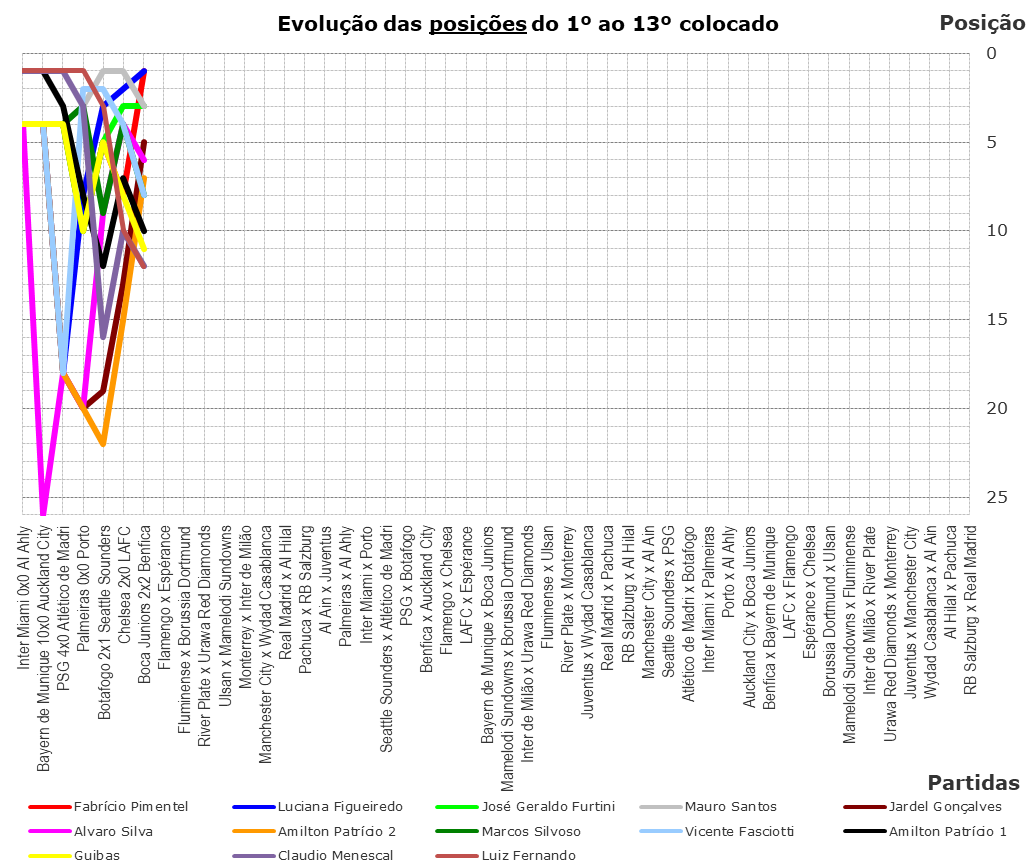 Evolução das posições do 1º ao 13º colocado
Posição
0
5
10
15
20
25
Inter Miami 0x0 Al Ahly
Bayern de Munique 10x0 Auckland City
PSG 4x0 Atlético de Madri
Palmeiras 0x0 Porto
Botafogo 2x1 Seattle Sounders
Chelsea 2x0 LAFC
Boca Juniors 2x2 Benfica
Flamengo x Espérance
Fluminense x Borussia Dortmund
River Plate x Urawa Red Diamonds
Ulsan x Mamelodi Sundowns
Monterrey x Inter de Milão
Manchester City x Wydad Casablanca
Real Madrid x Al Hilal
Pachuca x RB Salzburg
Al Ain x Juventus
Palmeiras x Al Ahly
Inter Miami x Porto
Seattle Sounders x Atlético de Madri
PSG x Botafogo
Benfica x Auckland City
Flamengo x Chelsea
LAFC x Espérance
Bayern de Munique x Boca Juniors
Mamelodi Sundowns x Borussia Dortmund
Inter de Milão x Urawa Red Diamonds
Fluminense x Ulsan
River Plate x Monterrey
Juventus x Wydad Casablanca
Real Madrid x Pachuca
RB Salzburg x Al Hilal
Manchester City x Al Ain
Seattle Sounders x PSG
Atlético de Madri x Botafogo
Inter Miami x Palmeiras
Porto x Al Ahly
Auckland City x Boca Juniors
Benfica x Bayern de Munique
LAFC x Flamengo
Espérance x Chelsea
Borussia Dortmund x Ulsan
Mamelodi Sundowns x Fluminense
Inter de Milão x River Plate
Urawa Red Diamonds x Monterrey
Juventus x Manchester City
Wydad Casablanca x Al Ain
Al Hilal x Pachuca
RB Salzburg x Real Madrid
Partidas
Fabrício Pimentel
Luciana Figueiredo
José Geraldo Furtini
Mauro Santos
Jardel Gonçalves
Alvaro Silva
Amilton Patrício 2
Marcos Silvoso
Vicente Fasciotti
Amilton Patrício 1
Guibas
Claudio Menescal
Luiz Fernando